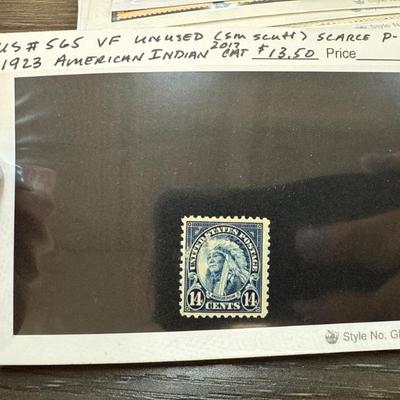 US # 565 VF UNUSED (sm scuff) SCARCE P-
1923 AMERICAN INDIAN 2017 CAT $13.50 Price
UNITED STATES POSTAGE
14 CENTS 14
Style No. Gl